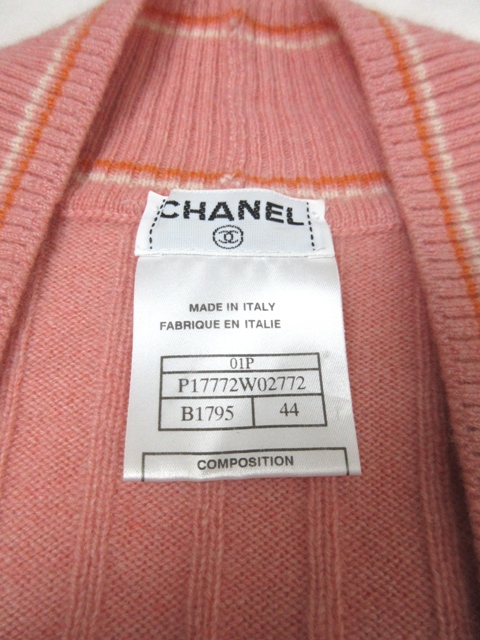 CHANEL
MADE IN ITALY
FABRIQUE EN ITALIE
01P
P17772W02772
B1795 44
COMPOSITION